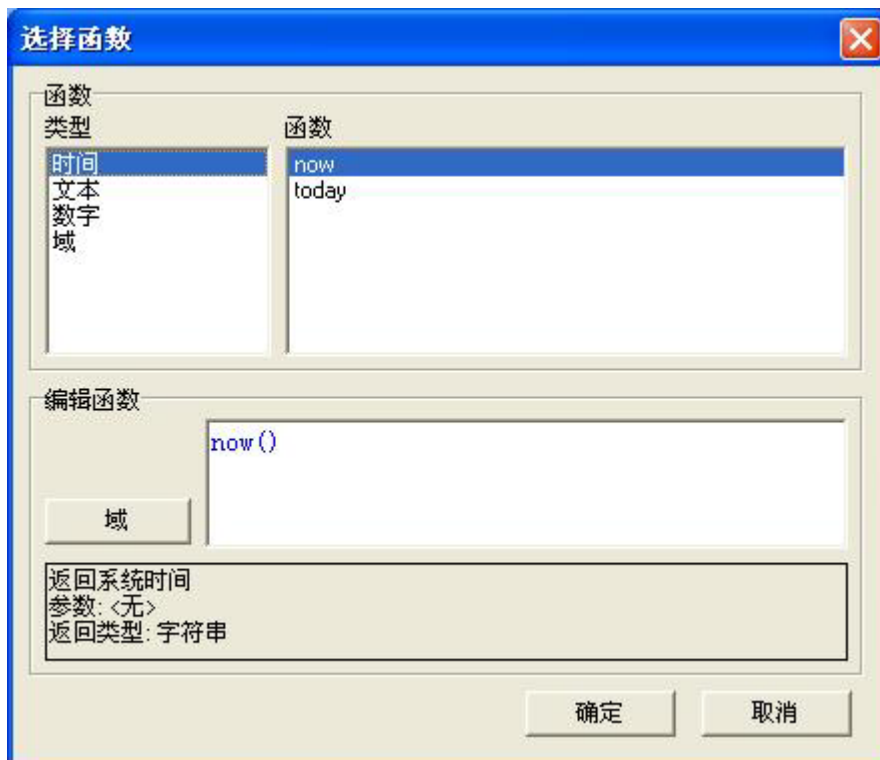 选择函数
函数
类型
函数
时间
文本
数字
域
now
today
编辑函数
now()
域
返回系统时间
参数: <无>
返回类型: 字符串
确定
取消